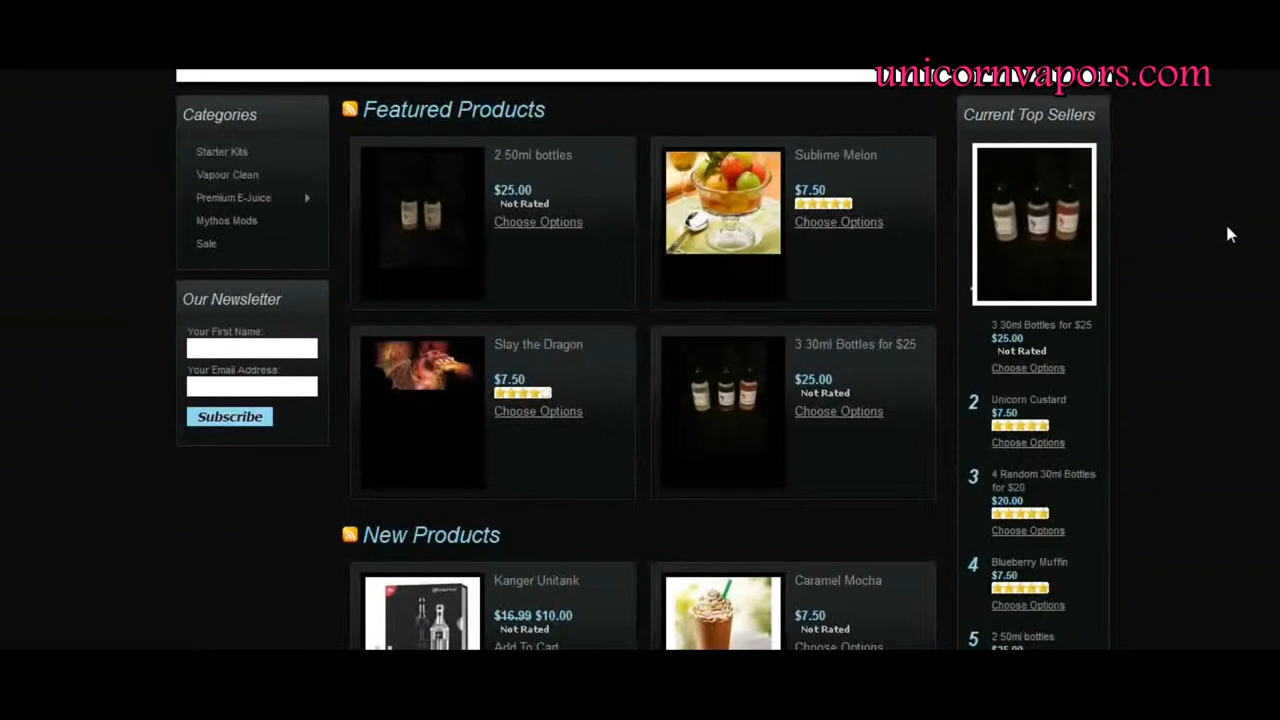 unicornvapors.com
Categories
Starter Kits
Vapour Clean
Premium E-Juice
Mythos Mods
Sale
Our Newsletter
Your First Name:
Your Email Address:
Subscribe
Featured Products
2 50ml bottles
$25.00
Not Rated
Choose Options
Sublime Melon
$7.50
Choose Options
Slay the Dragon
$7.50
Choose Options
3 30ml Bottles for $25
$25.00
Not Rated
Choose Options
New Products
Kanger Unitank
$16.99 $10.00
Not Rated
Add To Cart
Caramel Mocha
$7.50
Not Rated
Choose Options
Current Top Sellers
3 30ml Bottles for $25
$25.00
Not Rated
Choose Options
2 Unicorn Custard
$7.50
Choose Options
3 4 Random 30ml Bottles
for $20
$20.00
Choose Options
4 Blueberry Muffin
$7.50
Choose Options
5 2 50ml bottles
$25.00